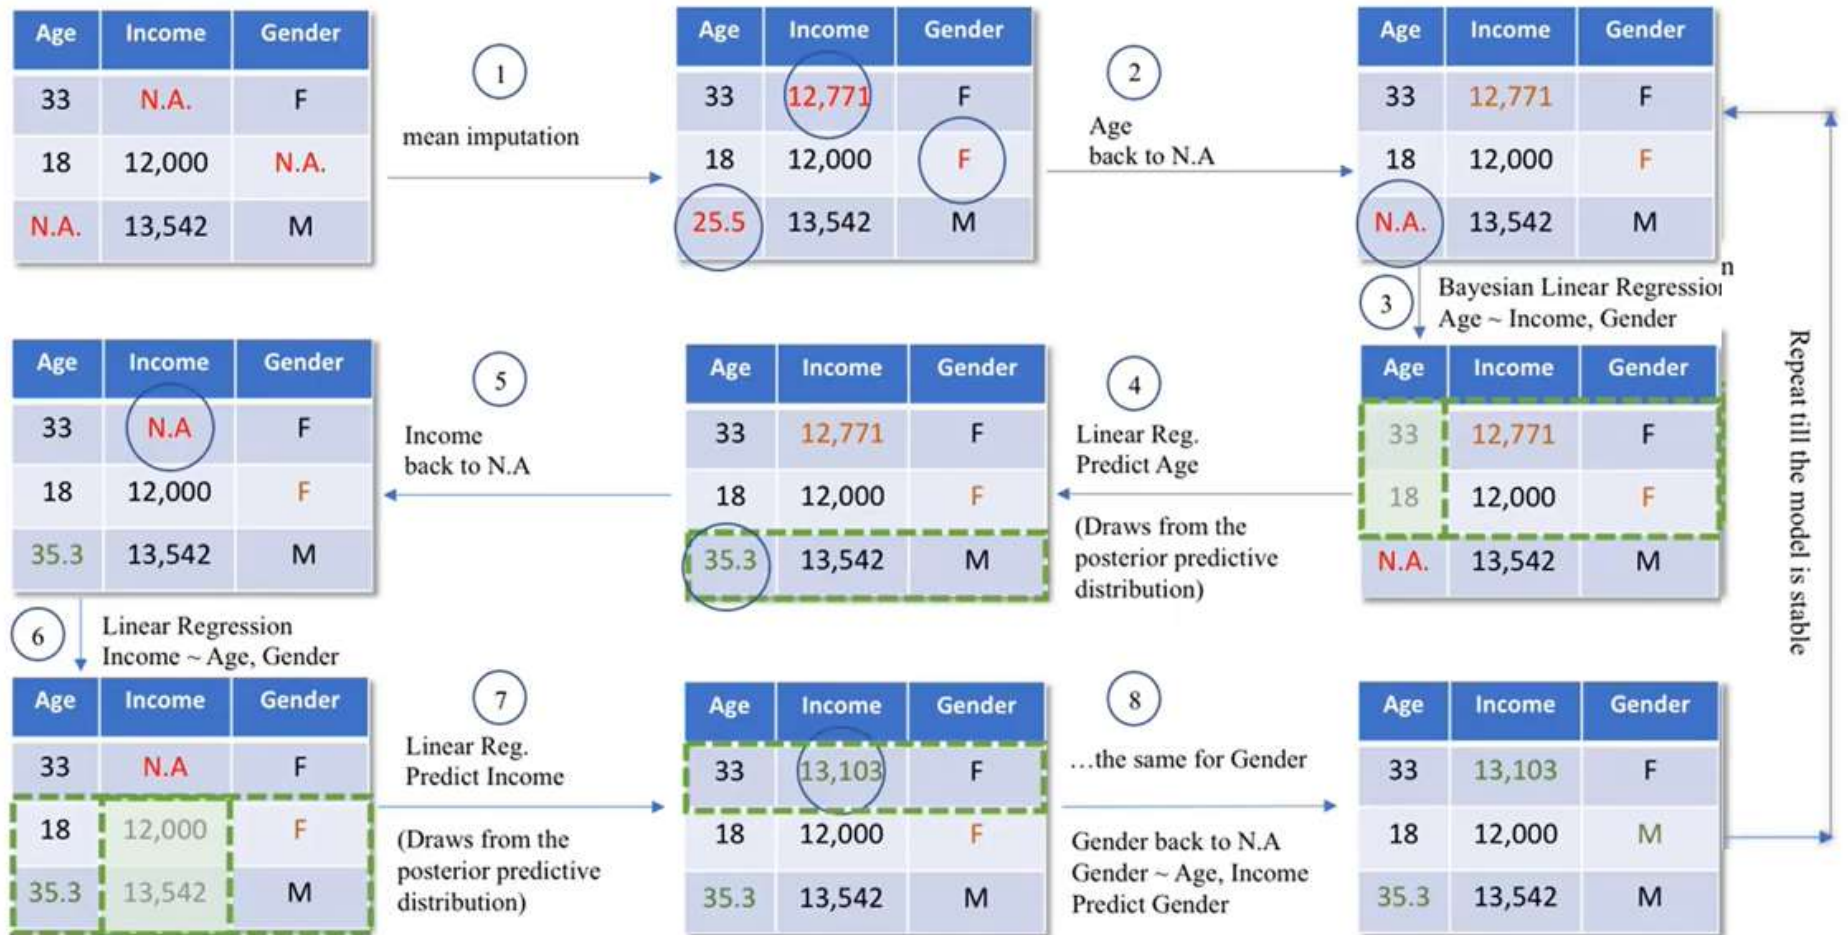 Age Income Gender
33 N.A. F
18 12,000 N.A.
N.A. 13,542 M
1
mean imputation
Age Income Gender
33 12,771 F
18 12,000 F
25.5 13,542 M
2
Age
back to N.A
Age Income Gender
33 12,771 F
18 12,000 F
N.A. 13,542 M
3
Bayesian Linear Regression
n
Age ~ Income, Gender
Age Income Gender
33 12,771 F
18 12,000 F
N.A. 13,542 M
4
Linear Reg.
Predict Age
(Draws from the
posterior predictive
distribution)
Age Income Gender
33 12,771 F
18 12,000 F
35.3 13,542 M
5
Income
back to N.A
Age Income Gender
33 N.A F
18 12,000 F
35.3 13,542 M
6
Linear Regression
Income ~ Age, Gender
Age Income Gender
33 N.A F
18 12,000 F
35.3 13,542 M
7
Linear Reg.
Predict Income
(Draws from the
posterior predictive
distribution)
Age Income Gender
33 13,103 F
18 12,000 F
35.3 13,542 M
8
...the same for Gender
Gender back to N.A
Gender ~ Age, Income
Predict Gender
Age Income Gender
33 13,103 F
18 12,000 M
35.3 13,542 M
Repeat till the model is stable